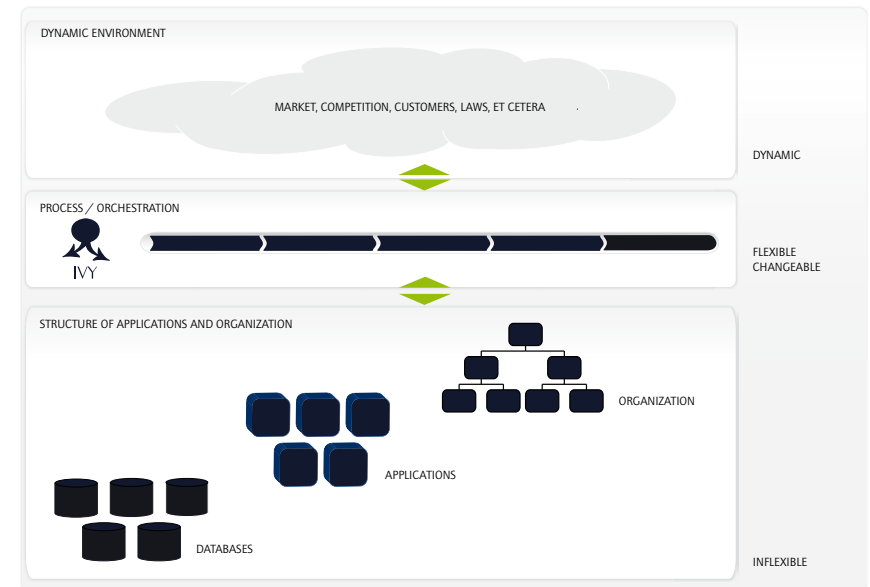 DYNAMIC ENVIRONMENT
MARKET, COMPETITION, CUSTOMERS, LAWS, ET CETERA .
DYNAMIC
PROCESS / ORCHESTRATION
IVY
FLEXIBLE
CHANGEABLE
STRUCTURE OF APPLICATIONS AND ORGANIZATION
ORGANIZATION
APPLICATIONS
DATABASES
INFLEXIBLE